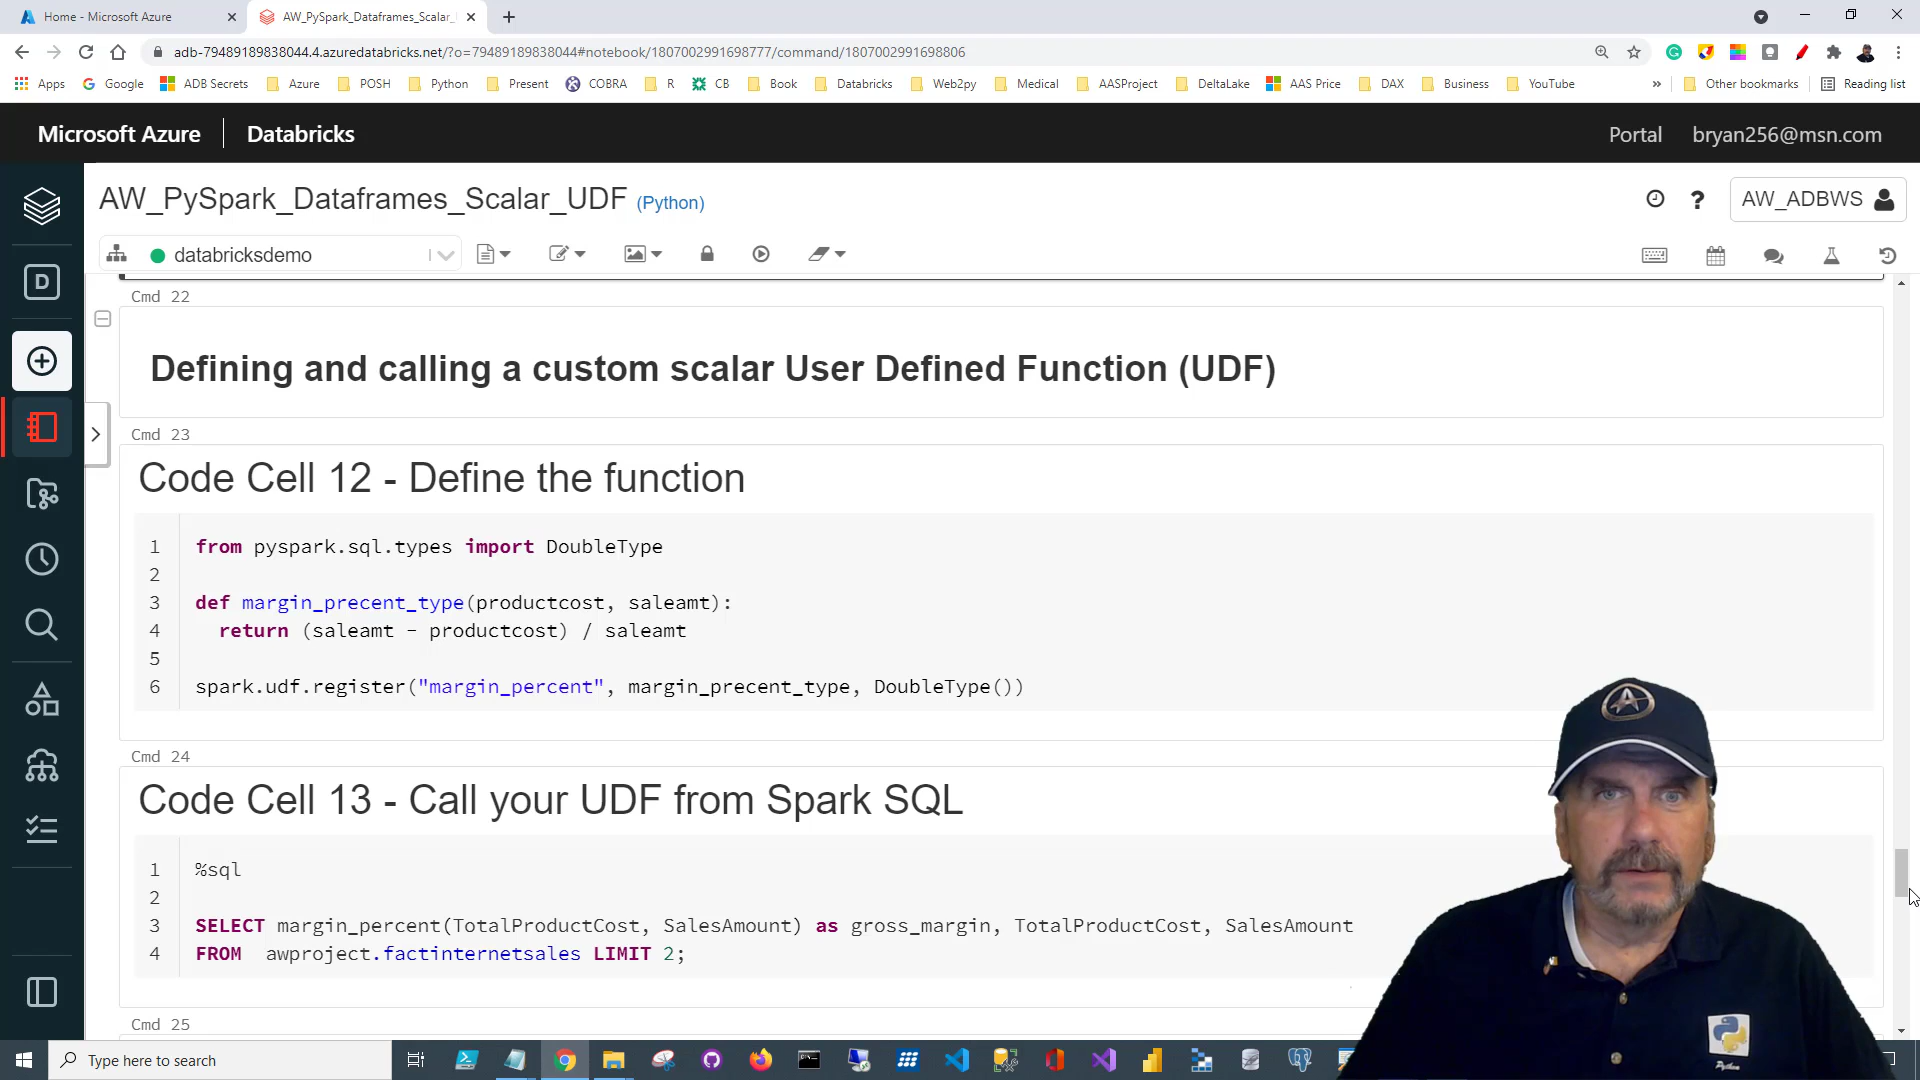 Home - Microsoft Azure
AW_PySpark_Dataframes_Scalar_
adb-79489189838044.4.azuredatabricks.net/?o=79489189838044#notebook/1807002991698777/command/1807002991698806
Apps Google ADB Secrets Azure POSH Python Present COBRA R CB Book Databricks Web2py Medical AASProject DeltaLake AAS Price DAX Business YouTube » Other bookmarks Reading list
Microsoft Azure Databricks Portal bryan256@msn.com
AW_PySpark_Dataframes_Scalar_UDF (Python) ? AW_ADBWS
D
databricksdemo
Cmd 22
Defining and calling a custom scalar User Defined Function (UDF)
Cmd 23
Code Cell 12 - Define the function
1 from pyspark.sql.types import DoubleType
2
3 def margin_precent_type(productcost, saleamt):
4 return (saleamt - productcost) / saleamt
5
6 spark.udf.register("margin_percent", margin_precent_type, DoubleType())
Cmd 24
Code Cell 13 - Call your UDF from Spark SQL
1 %sql
2
3 SELECT margin_percent(TotalProductCost, SalesAmount) as gross_margin, TotalProductCost, SalesAmount
4 FROM awproject.factinternetsales LIMIT 2;
Cmd 25
Python
Type here to search